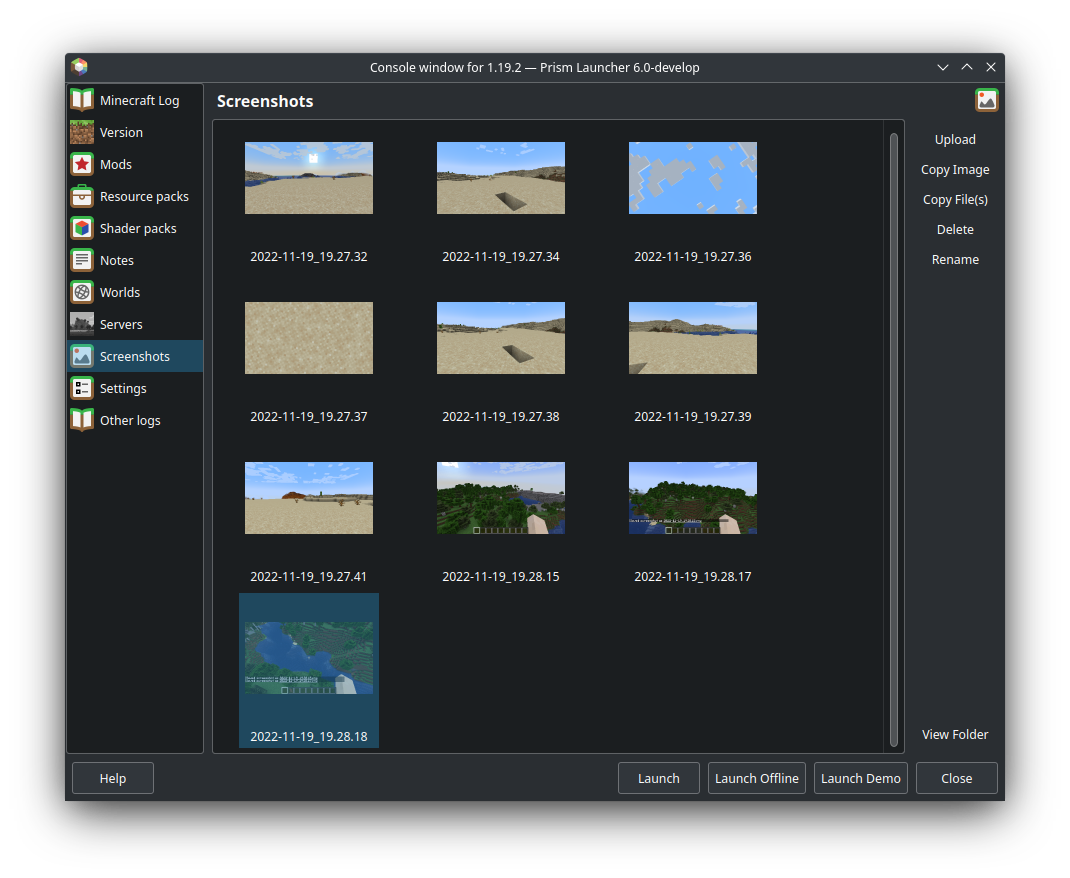 Console window for 1.19.2 — Prism Launcher 6.0-develop
Minecraft Log
Version
Mods
Resource packs
Shader packs
Notes
Worlds
Servers
Screenshots
Settings
Other logs
Screenshots
2022-11-19_19.27.32
2022-11-19_19.27.34
2022-11-19_19.27.36
2022-11-19_19.27.37
2022-11-19_19.27.38
2022-11-19_19.27.39
2022-11-19_19.27.41
2022-11-19_19.28.15
2022-11-19_19.28.17
2022-11-19_19.28.18
Upload
Copy Image
Copy File(s)
Delete
Rename
View Folder
Help
Launch
Launch Offline
Launch Demo
Close